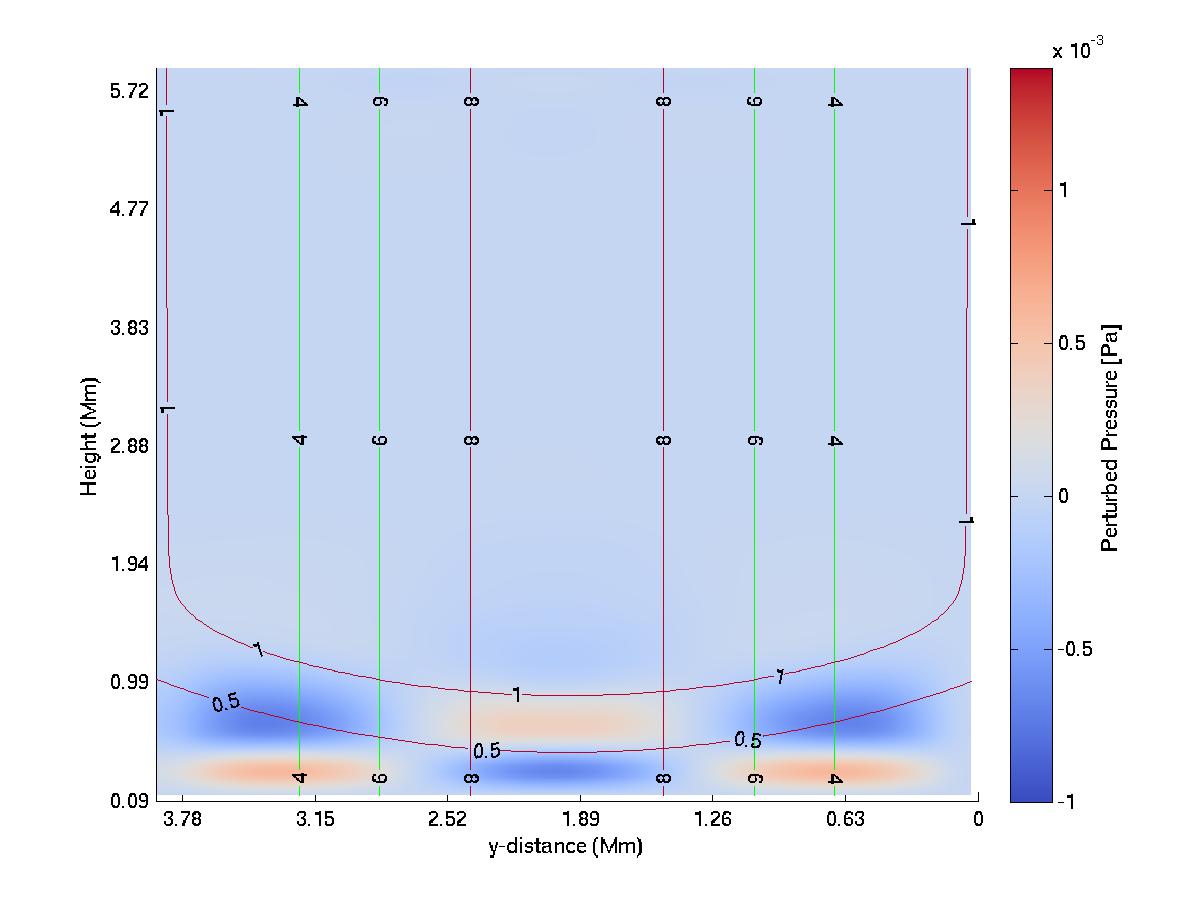 x 10-3
5.72
4.77
3.83
2.88
1.94
0.99
0.09
Height (Mm)
3.78 3.15 2.52 1.89 1.26 0.63 0
y-distance (Mm)
1
0.5
0
-0.5
-1
Perturbed Pressure [Pa]
4 6 8 8 6 4
1
1
1
4 6 8 8 6 4
1
1 1 1
0.5 0.5 0.5
4 6 8 8 6 4